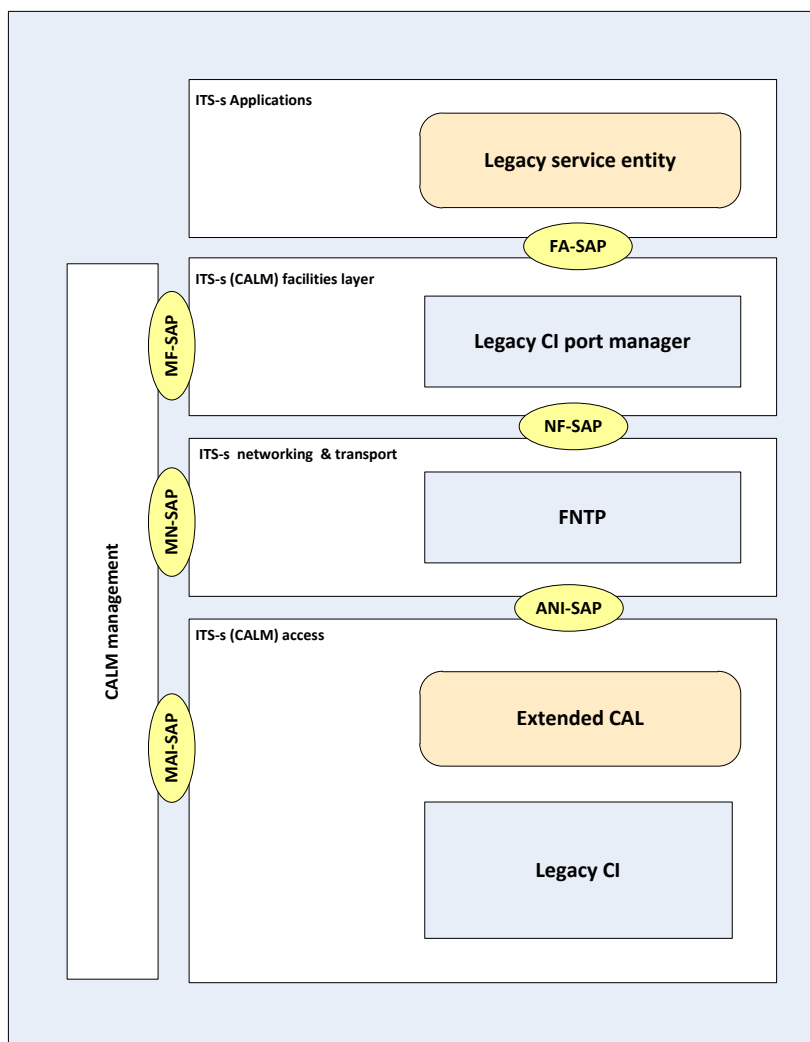 ITS-s Applications
Legacy service entity
FA-SAP
ITS-s (CALM) facilities layer
MF-SAP
Legacy CI port manager
NF-SAP
ITS-s networking & transport
MN-SAP
FNTP
ANI-SAP
CALM management
ITS-s (CALM) access
MAI-SAP
Extended CAL
Legacy CI